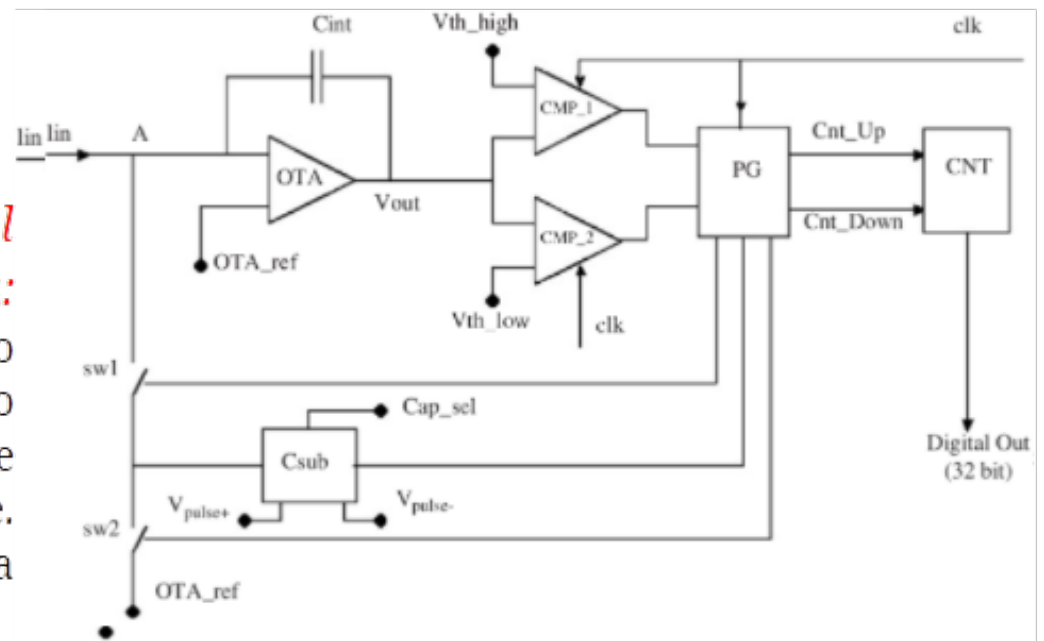 Cint
Vth_high
clk
CMP_1
Iin Iin
A
OTA
Vout
OTA_ref
CMP_2
Vth_low
clk
PG
Cnt_Up
Cnt_Down
CNT
l
:
o
o
e
e.
a
sw1
Cap_sel
Csub
Vpulse+
Vpulse-
sw2
OTA_ref
Digital Out
(32 bit)